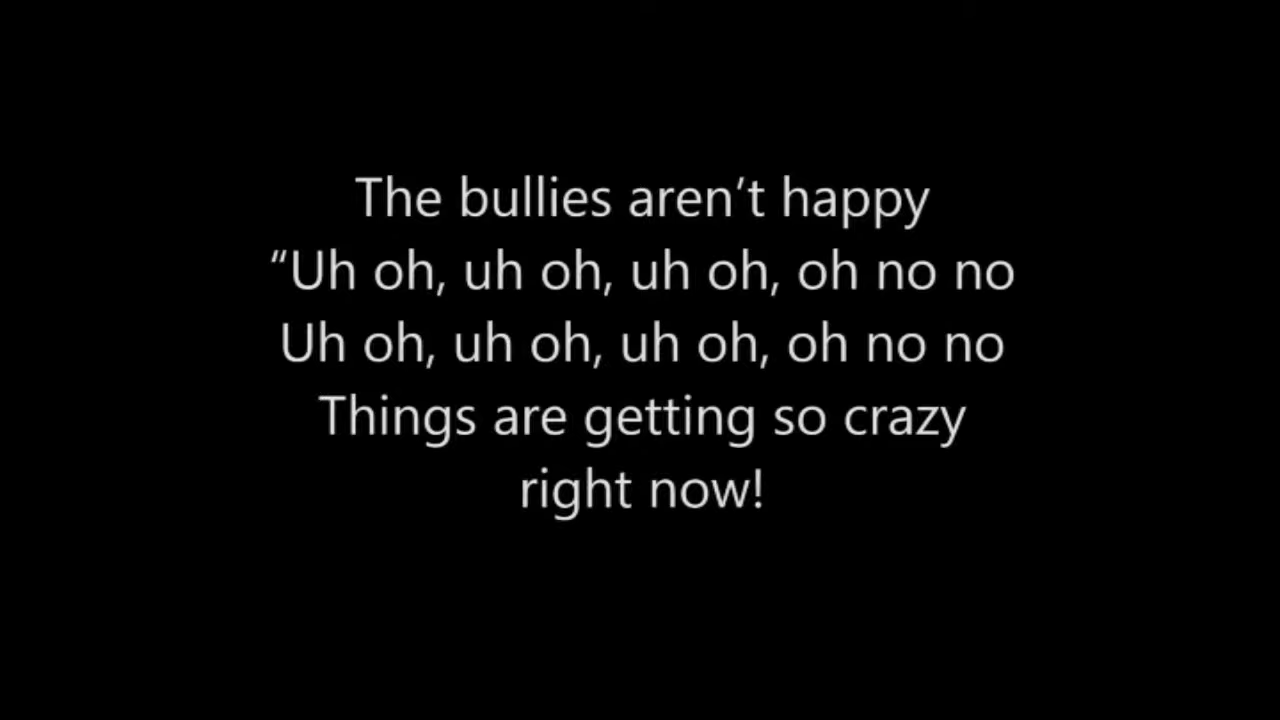 The bullies aren’t happy
“Uh oh, uh oh, uh oh, oh no no
Uh oh, uh oh, uh oh, oh no no
Things are getting so crazy
right now!